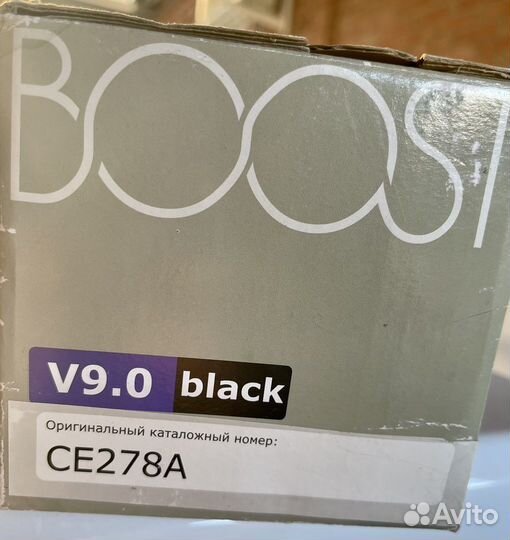 BOOST
V9.0 black
Оригинальный каталожный номер:
CE278A
Avito